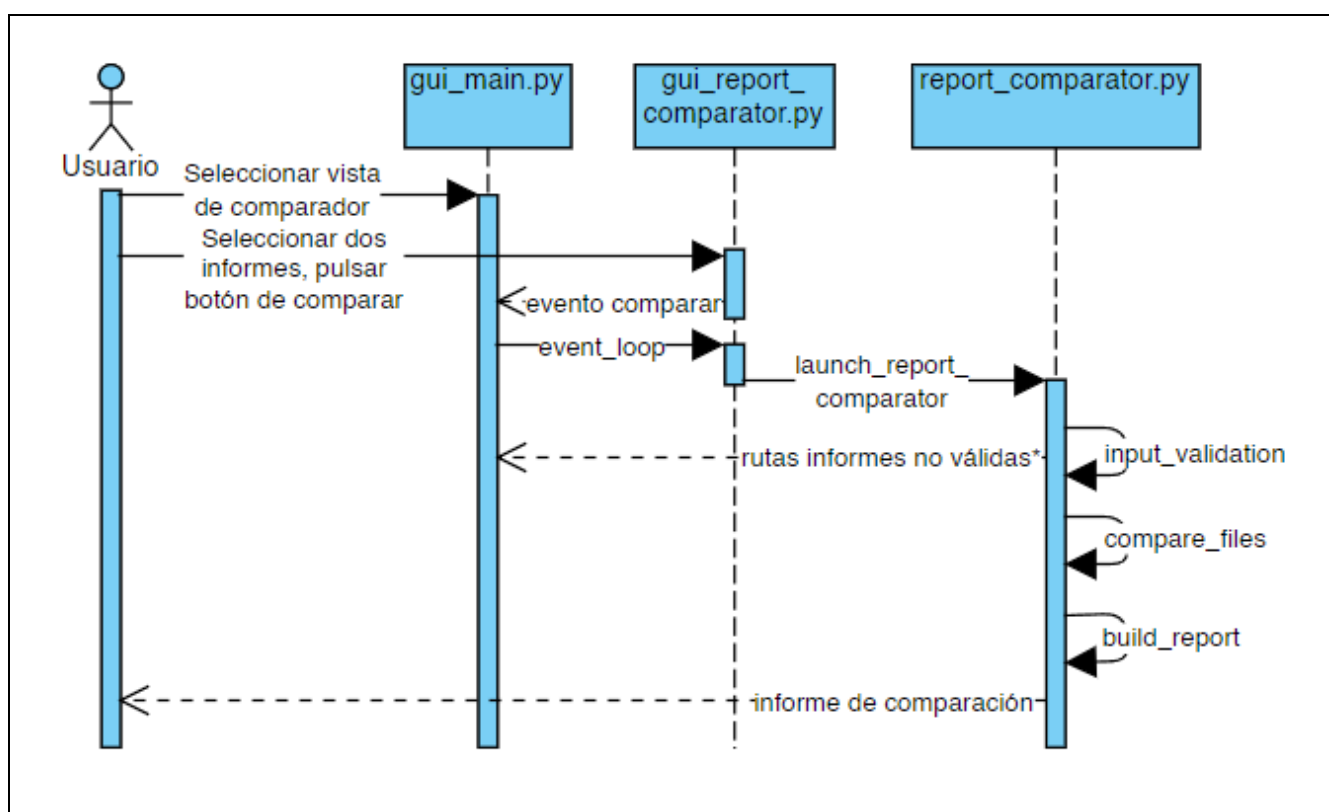 gui_main.py
gui_report_
comparator.py
report_comparator.py
Usuario
Seleccionar vista
de comparador
Seleccionar dos
informes, pulsar
botón de comparar
evento comparar
event_loop
launch_report_
comparator
rutas informes no válidas*
input_validation
compare_files
build_report
informe de comparación